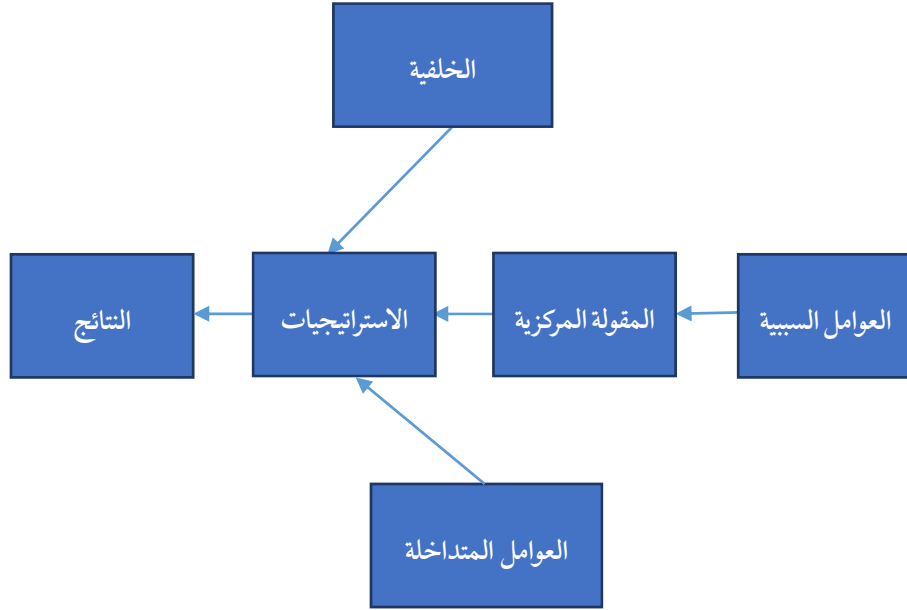 الخلفية
العوامل السببية
المقولة المركزية
الاستراتيجيات
النتائج
العوامل المتداخلة